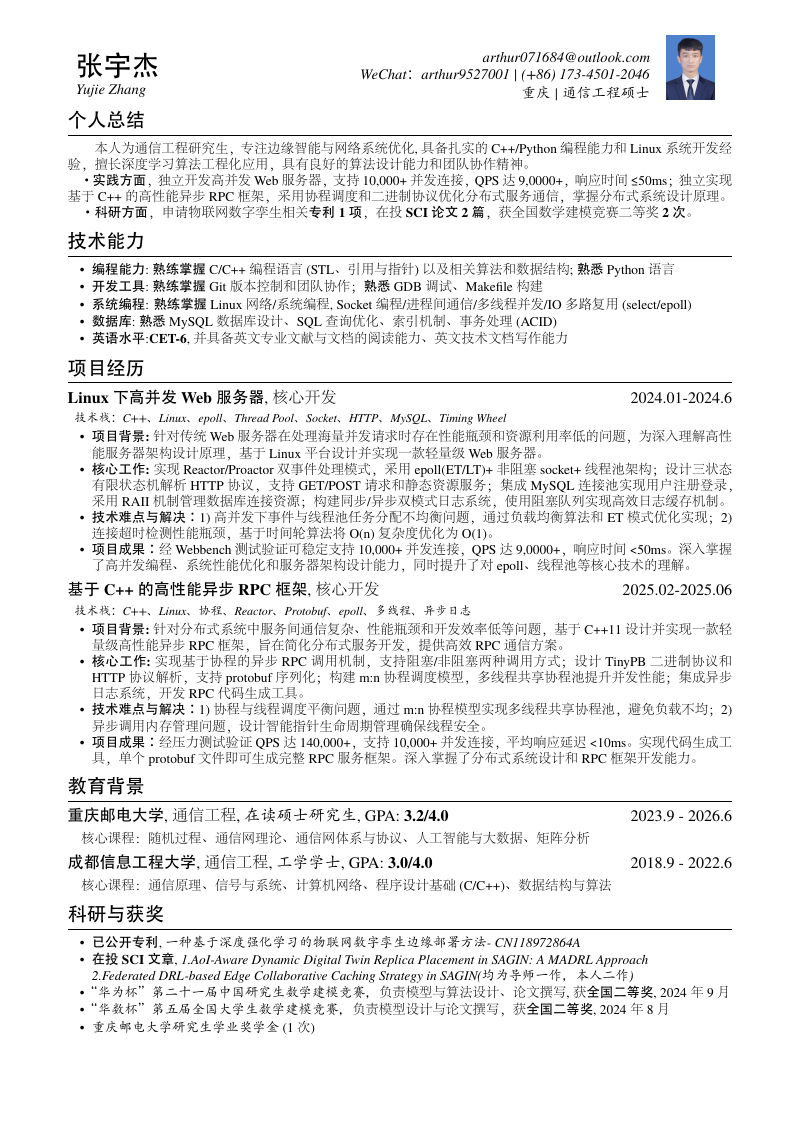 张宇杰
Yujie Zhang
arthur071684@outlook.com
WeChat：arthur9527001 | (+86) 173-4501-2046
重庆 | 通信工程硕士
个人总结
本人为通信工程研究生，专注边缘智能与网络系统优化, 具备扎实的 C++/Python 编程能力和 Linux 系统开发经
验，擅长深度学习算法工程化应用，具有良好的算法设计能力和团队协作精神。
• 实践方面，独立开发高并发 Web 服务器，支持 10,000+ 并发连接，QPS 达 9,0000+，响应时间 ≤50ms；独立实现
基于 C++ 的高性能异步 RPC 框架，采用协程调度和二进制协议优化分布式服务通信，掌握分布式系统设计原理。
• 科研方面，申请物联网数字孪生相关专利 1 项，在投 SCI 论文 2 篇，获全国数学建模竞赛二等奖 2 次。
技术能力
• 编程能力: 熟练掌握 C/C++ 编程语言 (STL、引用与指针) 以及相关算法和数据结构; 熟悉 Python 语言
• 开发工具: 熟练掌握 Git 版本控制和团队协作；熟悉 GDB 调试、Makefile 构建
• 系统编程: 熟练掌握 Linux 网络/系统编程, Socket 编程/进程间通信/多线程并发/IO 多路复用 (select/epoll)
• 数据库: 熟悉 MySQL 数据库设计、SQL 查询优化、索引机制、事务处理 (ACID)
• 英语水平:CET-6, 并具备英文专业文献与文档的阅读能力、英文技术文档写作能力
项目经历
Linux 下高并发 Web 服务器, 核心开发 2024.01-2024.6
技术栈：C++、Linux、epoll、Thread Pool、Socket、HTTP、MySQL、Timing Wheel
• 项目背景: 针对传统 Web 服务器在处理海量并发请求时存在性能瓶颈和资源利用率低的问题，为深入理解高性
能服务器架构设计原理，基于 Linux 平台设计并实现一款轻量级 Web 服务器。
• 核心工作: 实现 Reactor/Proactor 双事件处理模式，采用 epoll(ET/LT)+ 非阻塞 socket+ 线程池架构；设计三状态
有限状态机解析 HTTP 协议，支持 GET/POST 请求和静态资源服务；集成 MySQL 连接池实现用户注册登录，
采用 RAII 机制管理数据库连接资源；构建同步/异步双模式日志系统，使用阻塞队列实现高效日志缓存机制。
• 技术难点与解决：1) 高并发下事件与线程池任务分配不均衡问题，通过负载均衡算法和 ET 模式优化实现；2)
连接超时检测性能瓶颈，基于时间轮算法将 O(n) 复杂度优化为 O(1)。
• 项目成果：经 Webbench 测试验证可稳定支持 10,000+ 并发连接，QPS 达 9,0000+，响应时间 <50ms。深入掌握
了高并发编程、系统性能优化和服务器架构设计能力，同时提升了对 epoll、线程池等核心技术的理解。
基于 C++ 的高性能异步 RPC 框架, 核心开发 2025.02-2025.06
技术栈：C++、Linux、协程、Reactor、Protobuf、epoll、多线程、异步日志
• 项目背景: 针对分布式系统中服务间通信复杂、性能瓶颈和开发效率低等问题，基于 C++11 设计并实现一款轻
量级高性能异步 RPC 框架，旨在简化分布式服务开发，提供高效 RPC 通信方案。
• 核心工作: 实现基于协程的异步 RPC 调用机制，支持阻塞/非阻塞两种调用方式；设计 TinyPB 二进制协议和
HTTP 协议解析，支持 protobuf 序列化；构建 m:n 协程调度模型，多线程共享协程池提升并发性能；集成异步
日志系统，开发 RPC 代码生成工具。
• 技术难点与解决：1) 协程与线程调度平衡问题，通过 m:n 协程模型实现多线程共享协程池，避免负载不均；2)
异步调用内存管理问题，设计智能指针生命周期管理确保线程安全。
• 项目成果：经压力测试验证 QPS 达 140,000+，支持 10,000+ 并发连接，平均响应延迟 <10ms。实现代码生成工
具，单个 protobuf 文件即可生成完整 RPC 服务框架。深入掌握了分布式系统设计和 RPC 框架开发能力。
教育背景
重庆邮电大学, 通信工程, 在读硕士研究生, GPA: 3.2/4.0 2023.9 - 2026.6
核心课程：随机过程、通信网理论、通信网体系与协议、人工智能与大数据、矩阵分析
成都信息工程大学, 通信工程, 工学学士, GPA: 3.0/4.0 2018.9 - 2022.6
核心课程：通信原理、信号与系统、计算机网络、程序设计基础 (C/C++)、数据结构与算法
科研与获奖
• 已公开专利, 一种基于深度强化学习的物联网数字孪生边缘部署方法- CN118972864A
• 在投 SCI 文章, 1.AoI-Aware Dynamic Digital Twin Replica Placement in SAGIN: A MADRL Approach
2.Federated DRL-based Edge Collaborative Caching Strategy in SAGIN(均为导师一作，本人二作)
• “华为杯”第二十一届中国研究生数学建模竞赛，负责模型与算法设计、论文撰写, 获全国二等奖, 2024 年 9 月
• “华数杯”第五届全国大学生数学建模竞赛，负责模型设计与论文撰写，获全国二等奖, 2024 年 8 月
• 重庆邮电大学研究生学业奖学金 (1 次)